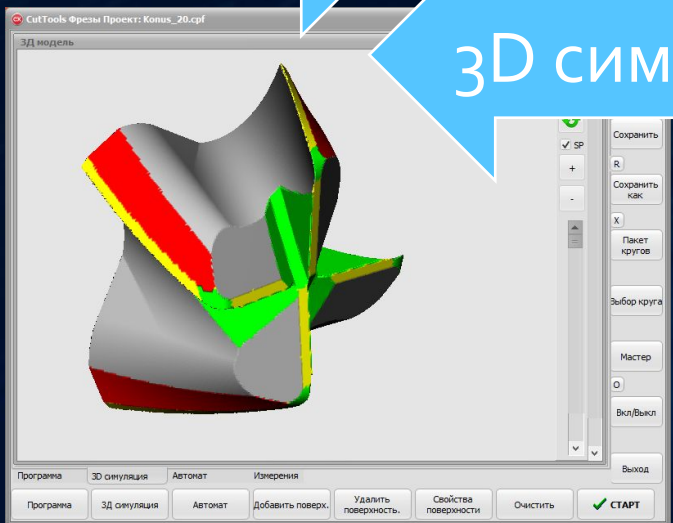 CutTools Фрезы Проект: Konus_20.cpf
3Д модель
3D сим
SP
+
-
Сохранить
R
Сохранить
как
X
Пакет
кругов
Выбор круга
Мастер
O
Вкл/Выкл
Выход
Программа
3D симуляция
Автомат
Измерения
Программа
3Д симуляция
Автомат
Добавить поверх.
Удалить
поверхность.
Свойства
поверхности
Очистить
СТАРТ